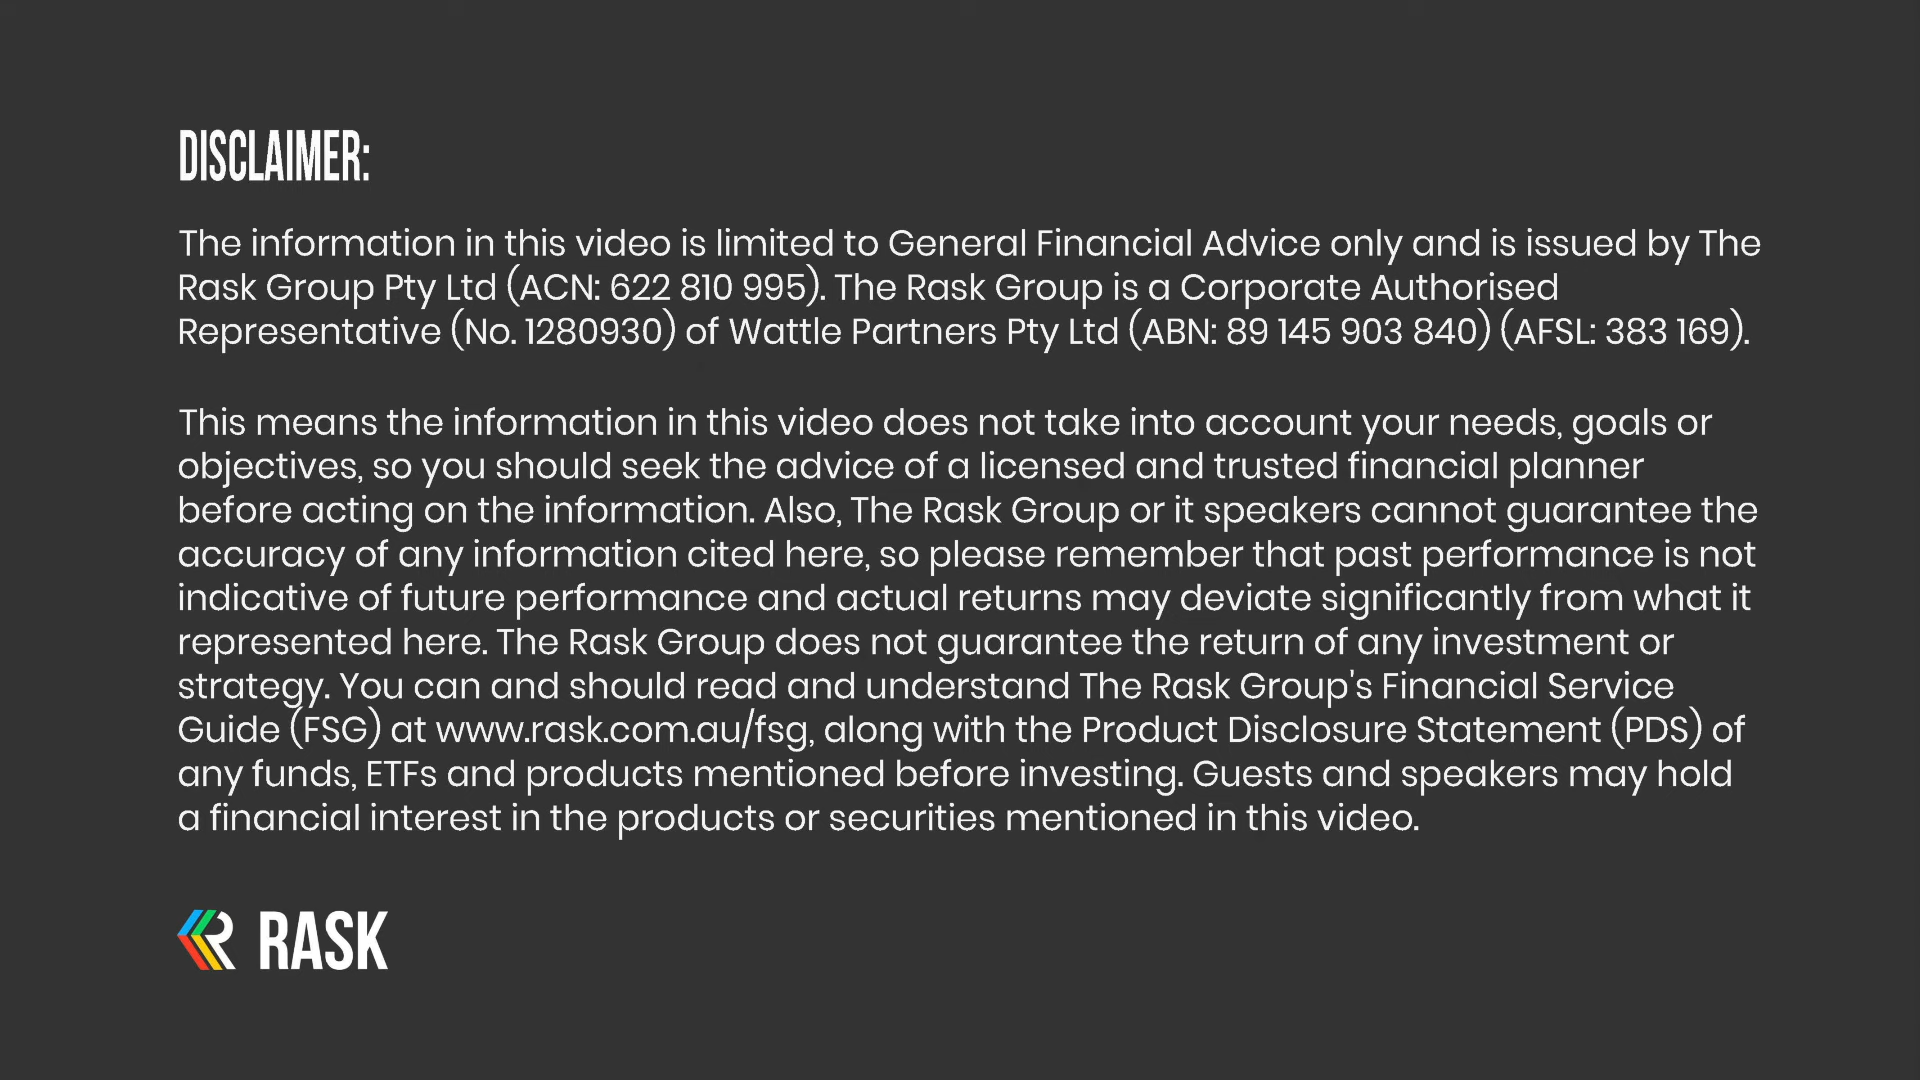 DISCLAIMER:
The information in this video is limited to General Financial Advice only and is issued by The
Rask Group Pty Ltd (ACN: 622 810 995). The Rask Group is a Corporate Authorised
Representative (No. 1280930) of Wattle Partners Pty Ltd (ABN: 89 145 903 840) (AFSL: 383 169).
This means the information in this video does not take into account your needs, goals or
objectives, so you should seek the advice of a licensed and trusted financial planner
before acting on the information. Also, The Rask Group or it speakers cannot guarantee the
accuracy of any information cited here, so please remember that past performance is not
indicative of future performance and actual returns may deviate significantly from what it
represented here. The Rask Group does not guarantee the return of any investment or
strategy. You can and should read and understand The Rask Group's Financial Service
Guide (FSG) at www.rask.com.au/fsg, along with the Product Disclosure Statement (PDS) of
any funds, ETFs and products mentioned before investing. Guests and speakers may hold
a financial interest in the products or securities mentioned in this video.
RASK